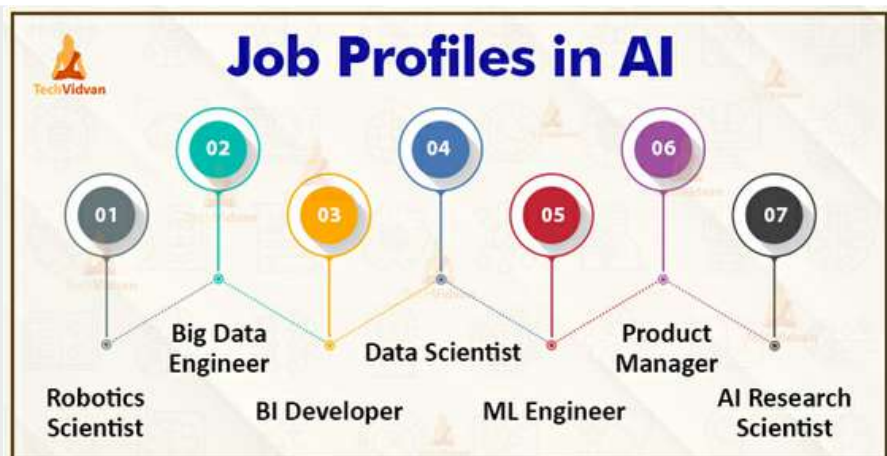 Job Profiles in AI
TechVidvan
01
Robotics
Scientist
02
Big Data
Engineer
03
BI Developer
04
Data Scientist
05
ML Engineer
06
Product
Manager
07
AI Research
Scientist